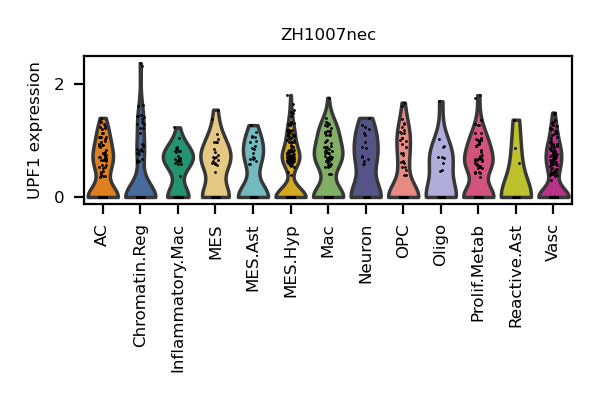 ZH1007nec
UPF1 expression
2
0
AC
Chromatin.Reg
Inflammatory.Mac
MES
MES.Ast
MES.Hyp
Mac
Neuron
OPC
Oligo
Prolif.Metab
Reactive.Ast
Vasc